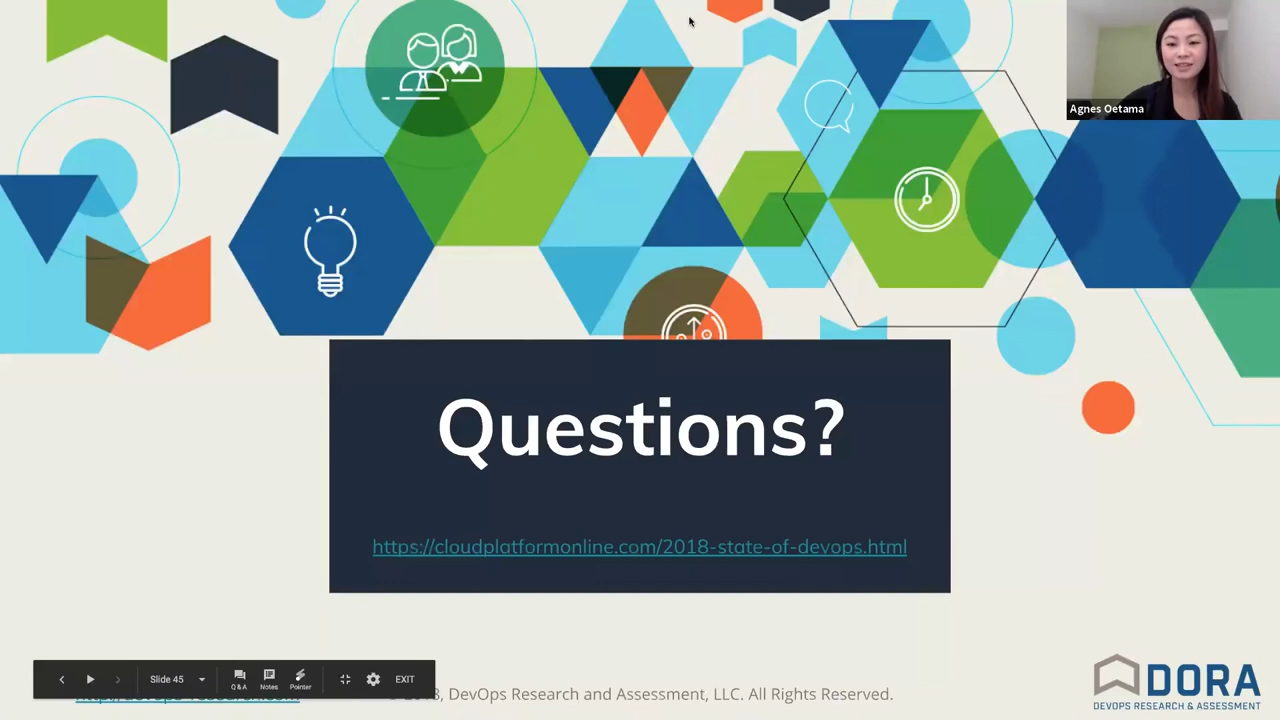 Agnes Oetama
Questions?
https://cloudplatformonline.com/2018-state-of-devops.html
Slide 45
Q&A
Notes
Pointer
EXIT
DevOps Research and Assessment, LLC. All Rights Reserved.
DORA
DEVOPS RESEARCH & ASSESSMENT